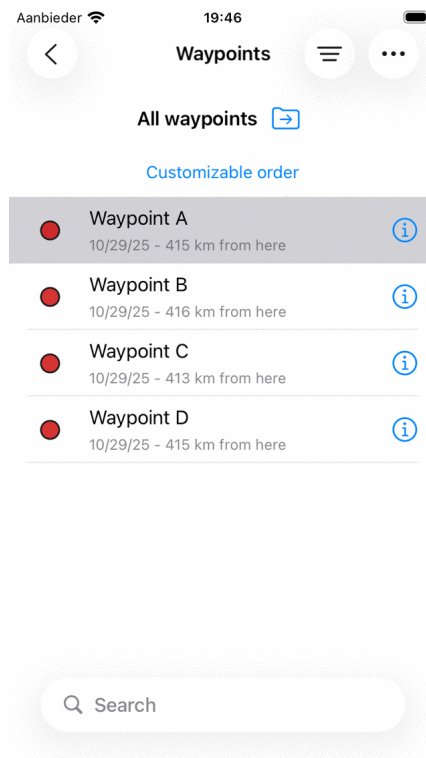 Aanbieder 19:46
Waypoints
All waypoints
Customizable order
Waypoint A
10/29/25 - 415 km from here
Waypoint B
10/29/25 - 416 km from here
Waypoint C
10/29/25 - 413 km from here
Waypoint D
10/29/25 - 415 km from here
Search